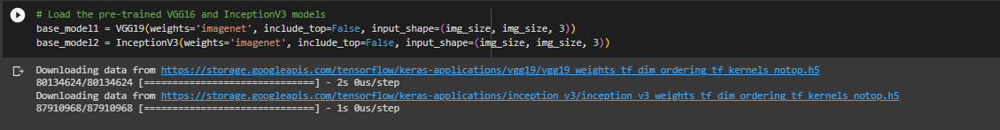 # Load the pre-trained VGG16 and InceptionV3 models
base_model1 = VGG19(weights='imagenet', include_top=False, input_shape=(img_size, img_size, 3))
base_model2 = InceptionV3(weights='imagenet', include_top=False, input_shape=(img_size, img_size, 3))
Downloading data from https://storage.googleapis.com/tensorflow/keras-applications/vgg19/vgg19_weights_tf_dim_ordering_tf_kernels_notop.h5
80134624/80134624 [==============================] - 2s 0us/step
Downloading data from https://storage.googleapis.com/tensorflow/keras-applications/inception_v3/inception_v3_weights_tf_dim_ordering_tf_kernels_notop.h5
87910968/87910968 [==============================] - 1s 0us/step